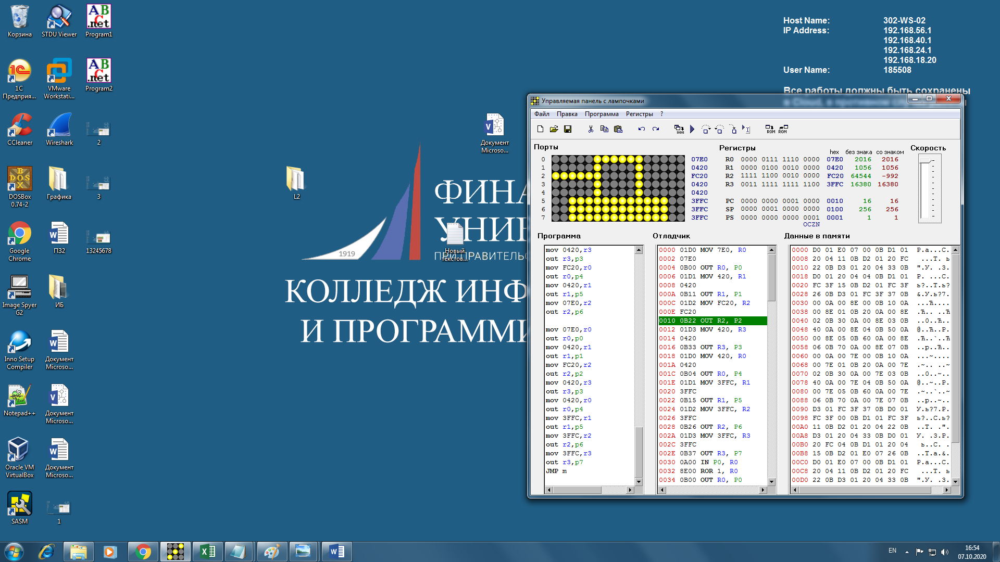 Корзина
STDU Viewer
Program1
1С
Предприя...
VMware
Workstati...
Program2
CCleaner
Wireshark
2
DOSBox
0.74-2
Графика
3
Google
Chrome
ПЗ2
13245678
Image Spyer
G2
ИБ
Inno Setup
Compiler
Документ
Microso...
Notepad++
Документ
Microso...
Oracle VM
VirtualBox
Документ
Microso...
SASM
1
L2
Документ
Microso...
Новый
текстов...
1919
КОЛЛЕДЖ ИНФ
И ПРОГРАММИ
Host Name: 302-WS-02
IP Address: 192.168.56.1
192.168.40.1
192.168.24.1
192.168.18.20
User Name: 185508
Все работы должны быть сохранены
Управляемая панель с лампочками
Файл Правка Программа Регистры ?
Порты
0 07E0
1 0420
2 FC20
3 0420
4 0420
5 3FFC
6 3FFC
7 3FFC
Регистры hex без знака со знаком
R0 0000 0111 1110 0000 07E0 2016 2016
R1 0000 0100 0010 0000 0420 1056 1056
R2 1111 1100 0010 0000 FC20 64544 -992
R3 0011 1111 1111 1100 3FFC 16380 16380
PC 0000 0000 0001 0000 0010 16 16
SP 0000 0001 0000 0000 0100 256 256
PS 0000 0000 0000 0001 0001 1 1
OCZN
Скорость
Программа
mov 0420,r3
out r3,p3
mov FC20,r0
out r0,p4
mov 0420,r1
out r1,p5
mov 07E0,r2
out r2,p6
mov 07E0,r0
out r0,p0
mov 0420,r1
out r1,p1
mov FC20,r2
out r2,p2
mov 0420,r3
out r3,p3
mov 0420,r0
out r0,p4
mov 3FFC,r1
out r1,p5
mov 3FFC,r2
out r2,p6
mov 3FFC,r3
out r3,p7
JMP m
Отладчик
0000 01D0 MOV 7E0, R0
0002 07E0
0004 0B00 OUT R0, P0
0006 01D1 MOV 420, R1
0008 0420
000A 0B11 OUT R1, P1
000C 01D2 MOV FC20, R2
000E FC20
0010 0B22 OUT R2, P2
0012 01D3 MOV 420, R3
0014 0420
0016 0B33 OUT R3, P3
0018 01D0 MOV 420, R0
001A 0420
001C 0B04 OUT R0, P4
001E 01D1 MOV 3FFC, R1
0020 3FFC
0022 0B15 OUT R1, P5
0024 01D2 MOV 3FFC, R2
0026 3FFC
0028 0B26 OUT R2, P6
002A 01D3 MOV 3FFC, R3
002C 3FFC
002E 0B37 OUT R3, P7
0030 0A00 IN P0, R0
0032 8E00 ROR 1, R0
0034 0B00 OUT R0, P0
Данные в памяти
0000 D0 01 E0 07 00 0B D1 01 Р.а...С.
0008 20 04 11 0B D2 01 20 FC ...Т. ь
0010 22 0B D3 01 20 04 33 0B ".У. .3.
0018 D0 01 20 04 04 0B D1 01 Р. ...С.
0020 FC 3F 15 0B D2 01 FC 3F ь?..Т.ь?
0028 26 0B D3 01 FC 3F 37 0B &.У.ь?7.
0030 00 0A 00 8E 00 0B 10 0A ...Ћ....
0038 00 8E 01 0B 20 0A 00 8E .Ћ.. ..Ћ
0040 02 0B 30 0A 00 8E 03 0B ..0..Ћ..
0048 40 0A 00 8E 04 0B 50 0A @..Ћ..P.
0050 00 8E 05 0B 60 0A 00 8E .Ћ..`..Ћ
0058 06 0B 70 0A 00 8E 07 0B ..p..Ћ..
0060 00 0A 00 7E 00 0B 10 0A ...~....
0068 00 7E 01 0B 20 0A 00 7E .~.. ..~
0070 02 0B 30 0A 00 7E 03 0B ..0..~..
0078 40 0A 00 7E 04 0B 50 0A @..~..P.
0080 00 7E 05 0B 60 0A 00 7E .~..`..~
0088 06 0B 70 0A 00 7E 07 0B ..p..~..
0090 D3 01 FC 3F 37 0B D0 01 У.ь?7.Р.
0098 FC 3F 00 0B D1 01 FC 3F ь?..С.ь?
00A0 11 0B D2 01 20 04 22 0B ..Т. .".
00A8 D3 01 20 04 33 0B D0 01 У. .3.Р.
00B0 20 FC 04 0B D1 01 20 04 ь..С. .
00B8 15 0B D2 01 E0 07 26 0B ..Т.а.&.
00C0 D0 01 E0 07 00 0B D1 01 Р.а...С.
00C8 20 04 11 0B D2 01 20 FC ...Т. ь
00D0 22 0B D3 01 20 04 33 0B ".У. .3.
EN
16:54
07.10.2020